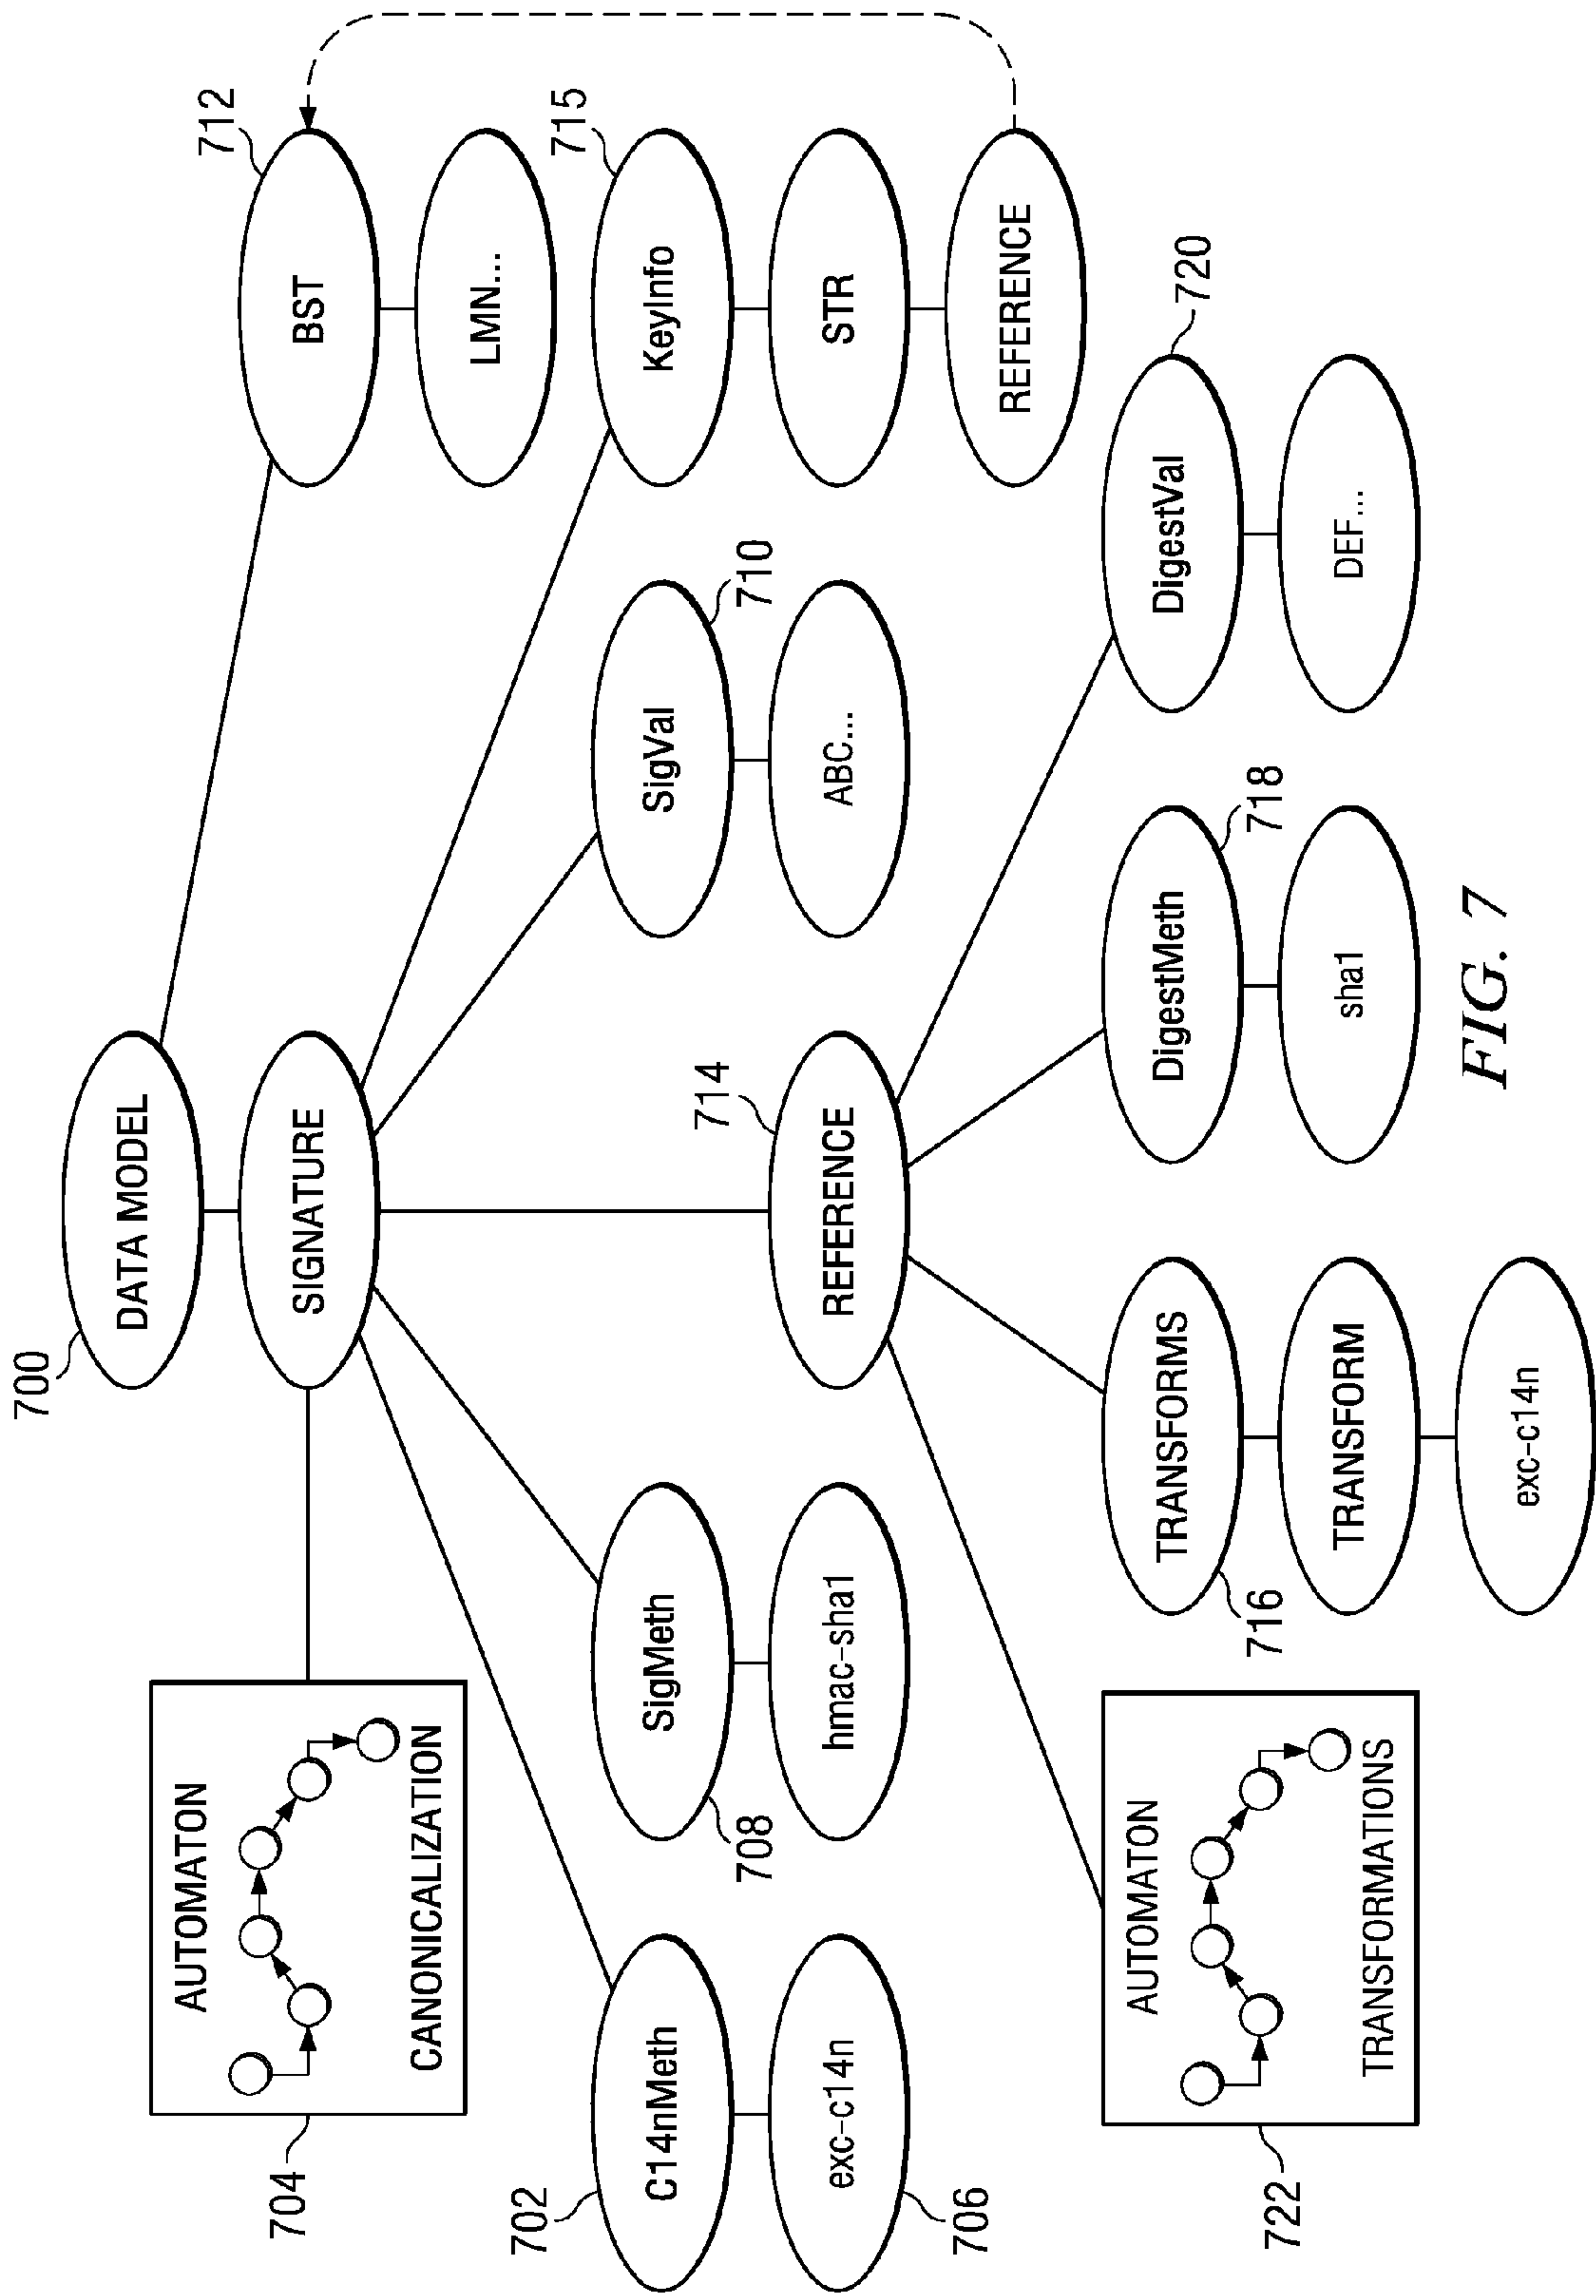 700
DATA MODEL
AUTOMATON
CANONICALIZATION
704
SIGNATURE
BST
712
LMN...
702
C14nMeth
exc-c14n
706
SigMeth
708
hmac-sha1
SigVal
710
ABC...
KeyInfo
715
STR
REFERENCE
714
REFERENCE
AUTOMATON
TRANSFORMATIONS
722
TRANSFORMS
716
TRANSFORM
exc-c14n
DigestMeth
718
sha1
DigestVal
720
DEF...
FIG. 7